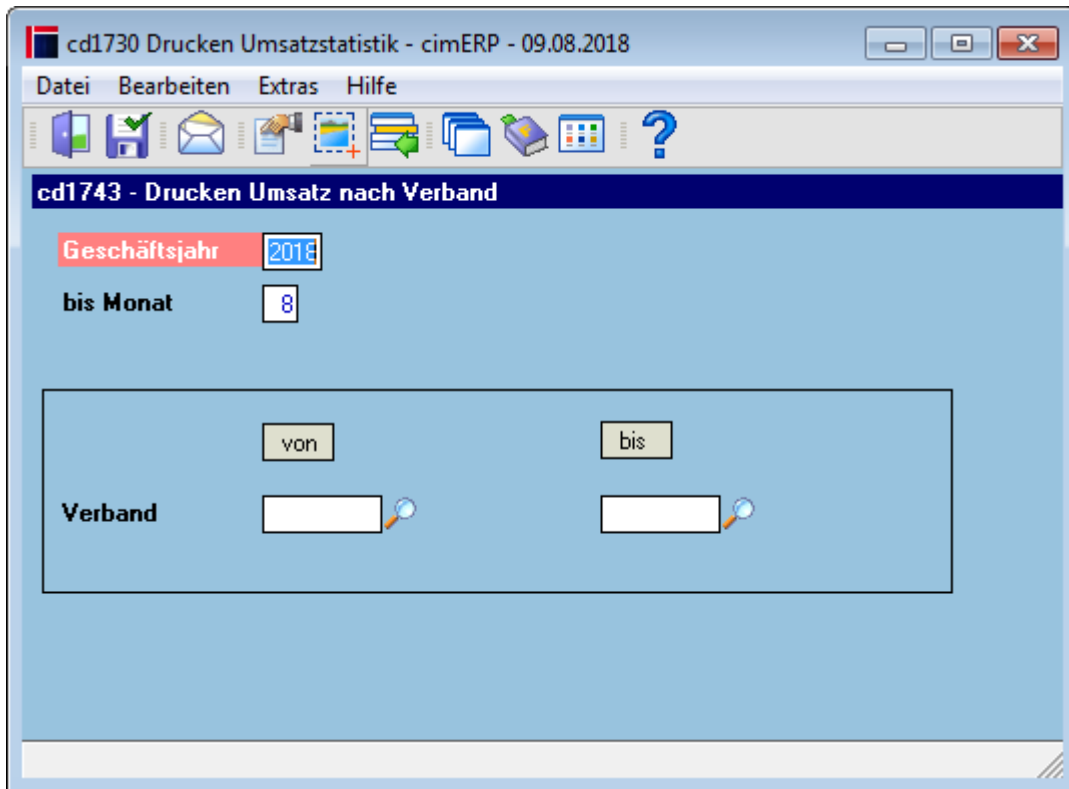 cd1730 Drucken Umsatzstatistik - cimERP - 09.08.2018
Datei Bearbeiten Extras Hilfe
cd1743 - Drucken Umsatz nach Verband
Geschäftsjahr 2018
bis Monat 8
von bis
Verband